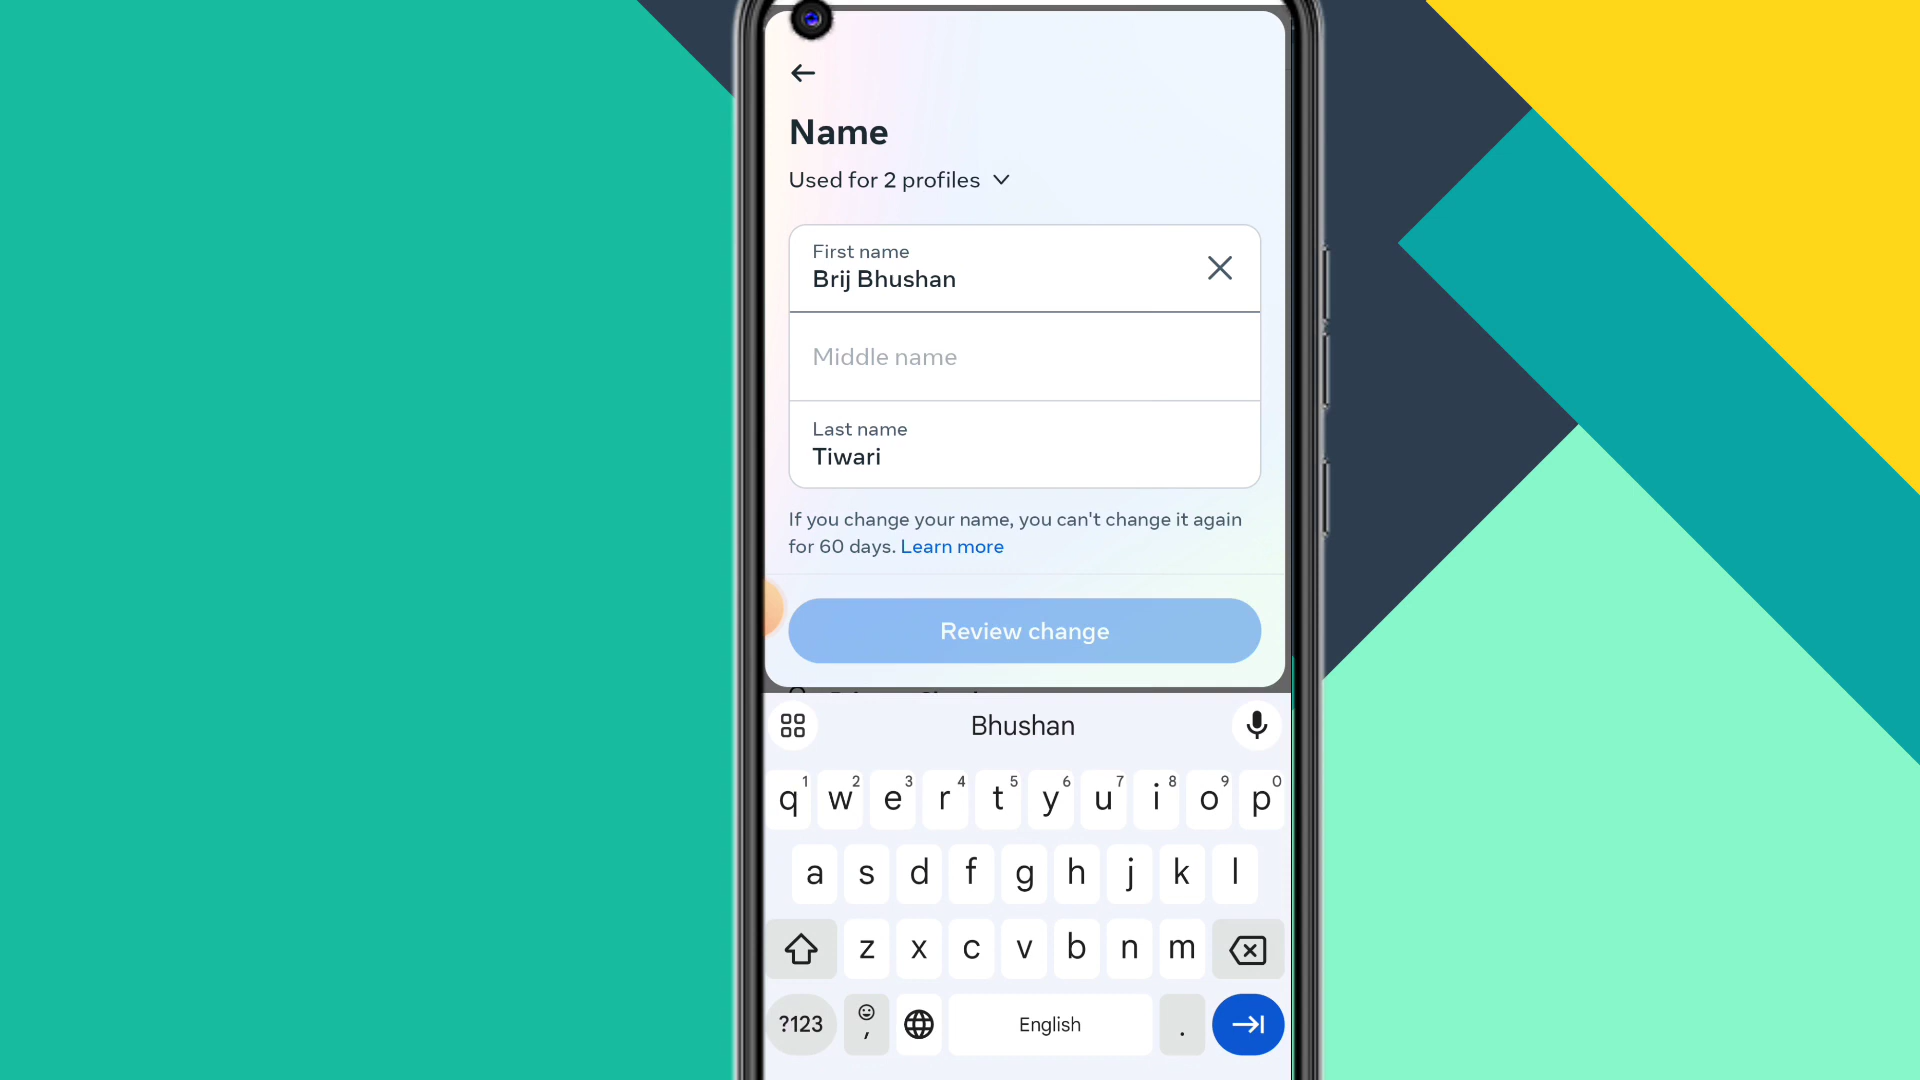 Name
Used for 2 profiles
First name
Brij Bhushan
Middle name
Last name
Tiwari
If you change your name, you can't change it again
for 60 days. Learn more
Review change
Bhushan
q1 w2 e3 r4 t5 y6 u7 i8 o9 p0
a s d f g h j k l
z x c v b n m
?123 , English .